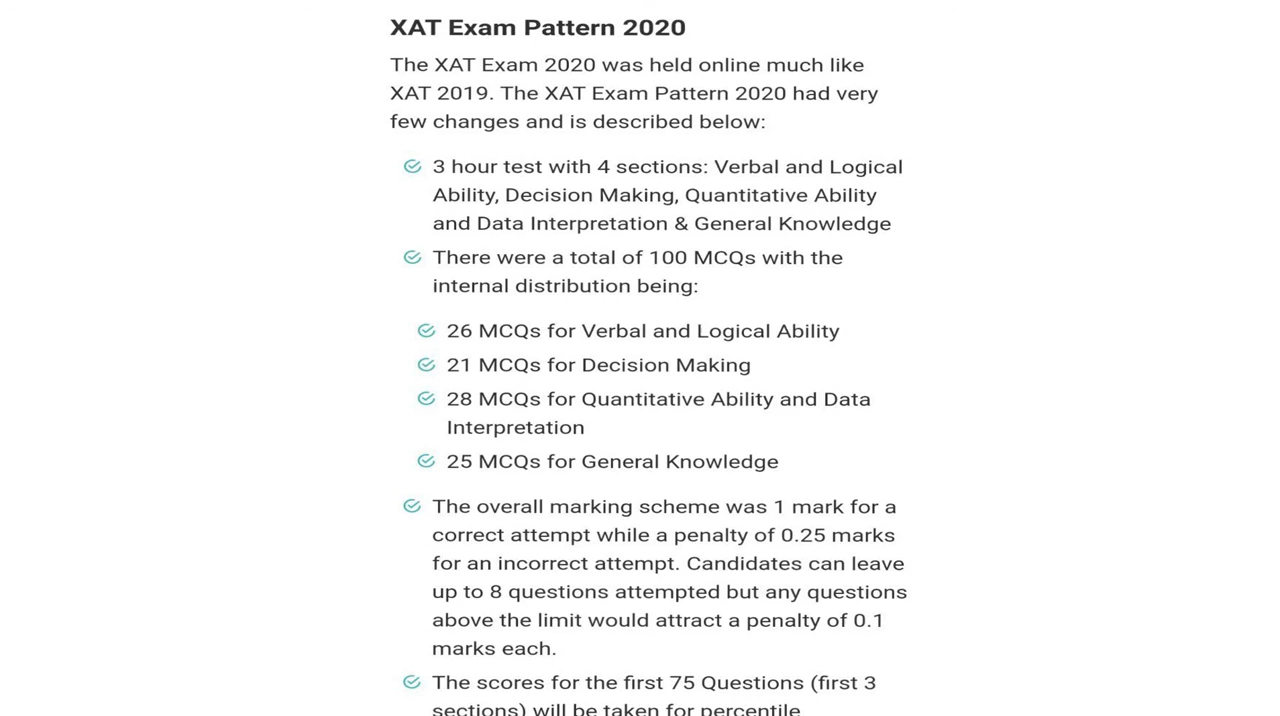 XAT Exam Pattern 2020
The XAT Exam 2020 was held online much like
XAT 2019. The XAT Exam Pattern 2020 had very
few changes and is described below:
3 hour test with 4 sections: Verbal and Logical
Ability, Decision Making, Quantitative Ability
and Data Interpretation & General Knowledge
There were a total of 100 MCQs with the
internal distribution being:
26 MCQs for Verbal and Logical Ability
21 MCQs for Decision Making
28 MCQs for Quantitative Ability and Data
Interpretation
25 MCQs for General Knowledge
The overall marking scheme was 1 mark for a
correct attempt while a penalty of 0.25 marks
for an incorrect attempt. Candidates can leave
up to 8 questions attempted but any questions
above the limit would attract a penalty of 0.1
marks each.
The scores for the first 75 Questions (first 3
sections) will be taken for percentile